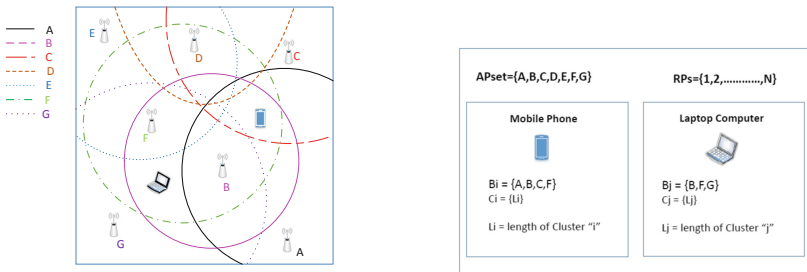 A
B
C
D
E
F
G
E
D
C
F
B
G
A
APset={A,B,C,D,E,F,G}
RPs={1,2,............,N}
Mobile Phone
Bi = {A,B,C,F}
Ci = {Li}
Li = length of Cluster "i"
Laptop Computer
Bj = {B,F,G}
Cj = {Lj}
Lj = length of Cluster "j"